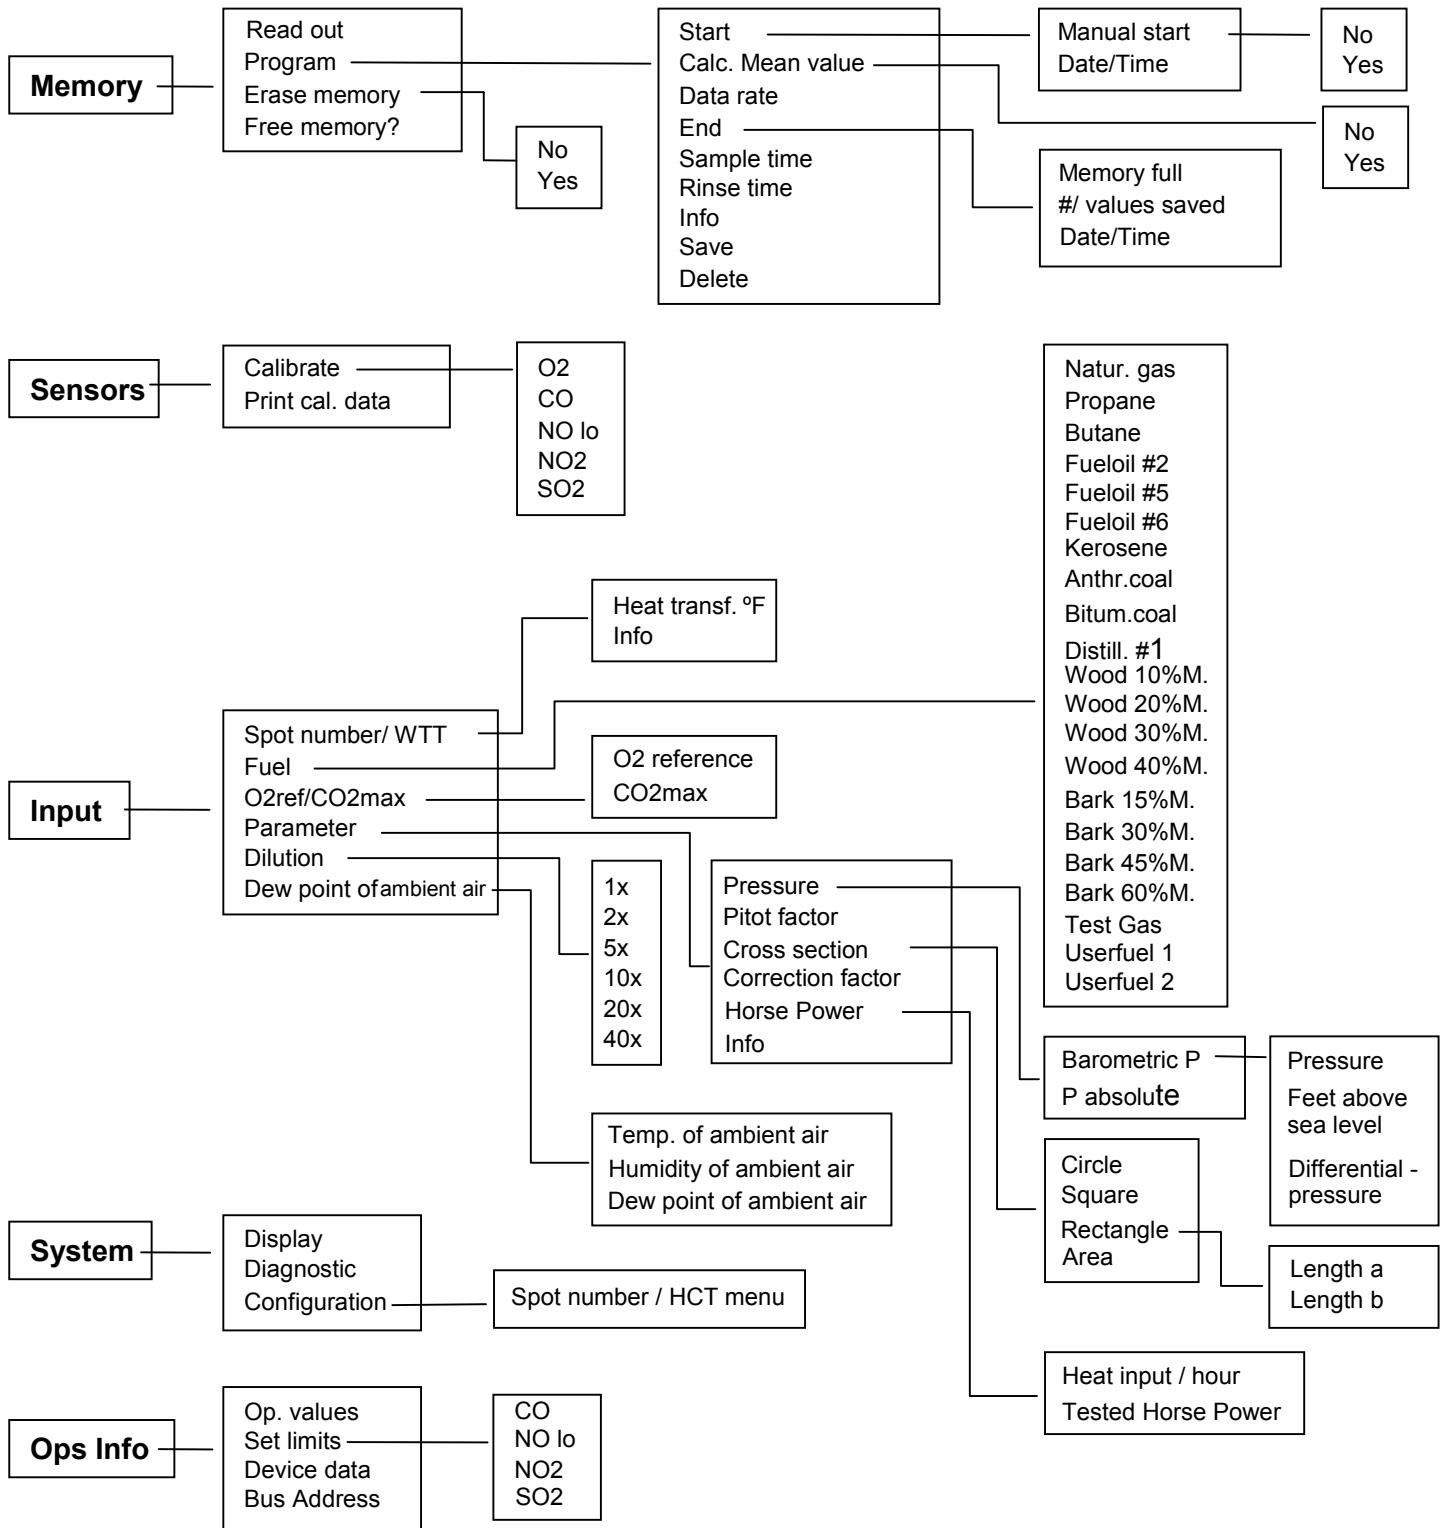 Memory
Read out
Program
Erase memory
Free memory?
No
Yes
Start
Calc. Mean value
Data rate
End
Sample time
Rinse time
Info
Save
Delete
Manual start
Date/Time
No
Yes
No
Yes
Memory full
#/ values saved
Date/Time
Sensors
Calibrate
Print cal. data
O2
CO
NO lo
NO2
SO2
Input
Spot number/ WTT
Fuel
O2ref/CO2max
Parameter
Dilution
Dew point of ambient air
Heat transf. ºF
Info
O2 reference
CO2max
1x
2x
5x
10x
20x
40x
Pressure
Pitot factor
Cross section
Correction factor
Horse Power
Info
Temp. of ambient air
Humidity of ambient air
Dew point of ambient air
Natur. gas
Propane
Butane
Fueloil #2
Fueloil #5
Fueloil #6
Kerosene
Anthr.coal
Bitum.coal
Distill. #1
Wood 10%M.
Wood 20%M.
Wood 30%M.
Wood 40%M.
Bark 15%M.
Bark 30%M.
Bark 45%M.
Bark 60%M.
Test Gas
Userfuel 1
Userfuel 2
Barometric P
P absolute
Pressure
Feet above
sea level
Differential -
pressure
Circle
Square
Rectangle
Area
Length a
Length b
Heat input / hour
Tested Horse Power
System
Display
Diagnostic
Configuration
Spot number / HCT menu
Ops Info
Op. values
Set limits
Device data
Bus Address
CO
NO lo
NO2
SO2